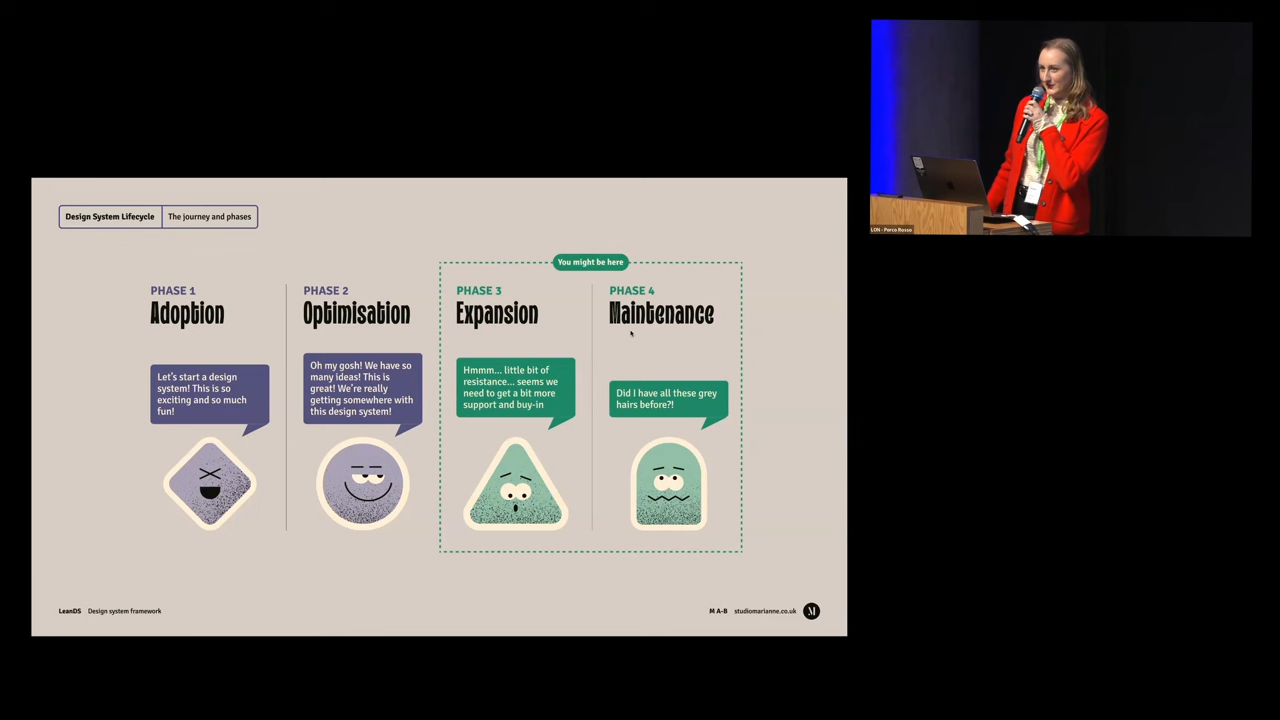 Design System Lifecycle The journey and phases
You might be here
PHASE 1
Adoption
Let's start a design
system! This is so
exciting and so much
fun!
PHASE 2
Optimisation
Oh my gosh! We have so
many ideas! This is
great! We're really
getting somewhere with
this design system!
PHASE 3
Expansion
Hmmm... little bit of
resistance... seems we
need to get a bit more
support and buy-in
PHASE 4
Maintenance
Did I have all these grey
hairs before?!
LeanDS Design system framework
M A-B studiomarianne.co.uk M
LON - Porco Rosso